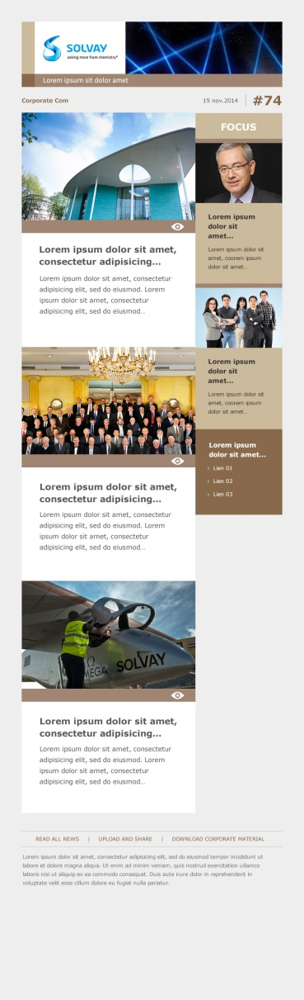 SOLVAY
asking more from chemistry®
Lorem ipsum dolor sit amet
Corporate Com
19 nov.2014
#74
Lorem ipsum dolor sit amet,
consectetur adipisicing...
Lorem ipsum dolor sit amet, consectetur
adipisicing elit, sed do eiusmod. Lorem
ipsum dolor sit amet, consectetur
adipisicing elit, sed do eiusmod...
Lorem ipsum dolor sit amet,
consectetur adipisicing...
Lorem ipsum dolor sit amet, consectetur
adipisicing elit, sed do eiusmod. Lorem
ipsum dolor sit amet, consectetur
adipisicing elit, sed do eiusmod...
OMEGA
SOLVAY
Lorem ipsum dolor sit amet,
consectetur adipisicing...
Lorem ipsum dolor sit amet, consectetur
adipisicing elit, sed do eiusmod. Lorem
ipsum dolor sit amet, consectetur
adipisicing elit, sed do eiusmod...
FOCUS
Lorem ipsum
dolor sit
amet...
Lorem ipsum dolor sit
amet, coorem ipsum
dolor sit amet..
Lorem ipsum
dolor sit
amet...
Lorem ipsum dolor sit
amet, coorem ipsum
dolor sit amet..
Lorem ipsum
dolor sit amet...
› Lien 01
› Lien 02
› Lien 03
READ ALL NEWS | UPLOAD AND SHARE | DOWNLOAD CORPORATE MATERIAL
Lorem ipsum dolor sit amet, consectetur adipisicing elit, sed do eiusmod tempor incididunt ut
labore et dolore magna aliqua. Ut enim ad minim veniam, quis nostrud exercitation ullamco
laboris nisi ut aliquip ex ea commodo consequat. Duis aute irure dolor in reprehenderit in
voluptate velit esse cillum dolore eu fugiat nulla pariatur.